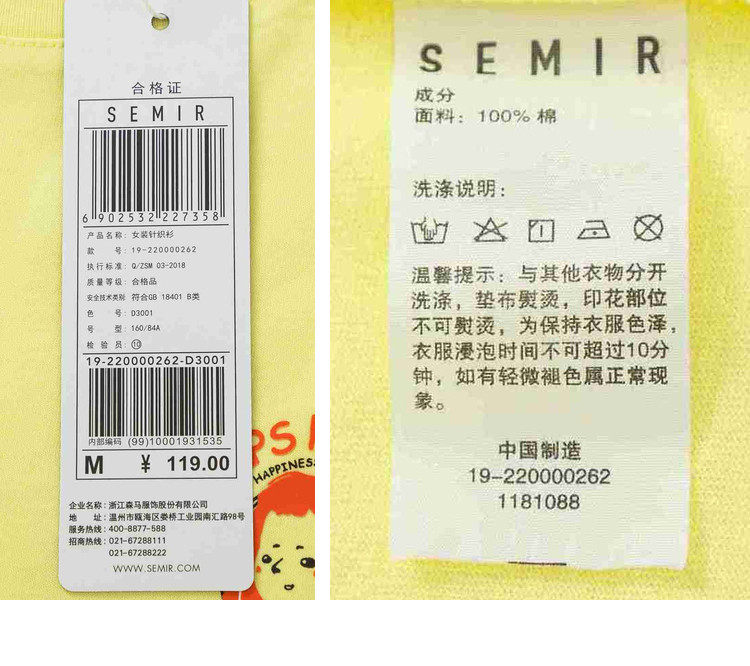 合格证
SEMIR
6 902532 227358
产品名称: 女装针织衫
款 号: 19-220000262
执行标准: Q/ZSM 03-2018
质量等级: 合格品
安全技术类别 符合GB 18401 B类
色 号: D3001
号 型: 160/84A
检 验 员: ⑩
19-220000262-D3001
内部编码 (99)10001931535
M ¥ 119.00
企业名称: 浙江森马服饰股份有限公司
地 址: 温州市瓯海区娄桥工业园南汇路98号
服务热线: 400-8877-588
招商热线: 021-67288111
021-67288222
WWW.SEMIR.COM
PS
HAPPINESS
SEMIR
成分
面料: 100% 棉
洗涤说明:
温馨提示: 与其他衣物分开
洗涤, 垫布熨烫, 印花部位
不可熨烫, 为保持衣服色泽,
衣服浸泡时间不可超过10分
钟, 如有轻微褪色属正常现
象。
中国制造
19-220000262
1181088